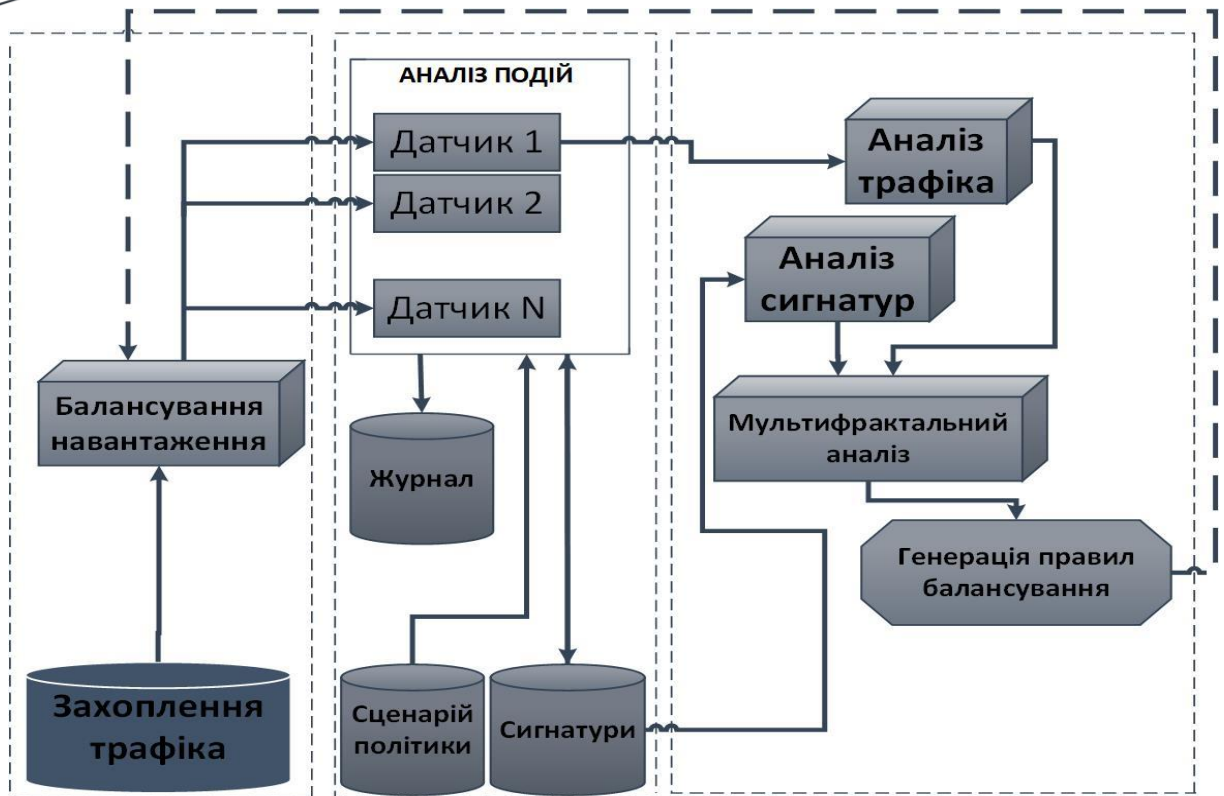 АНАЛІЗ ПОДІЙ
Датчик 1
Датчик 2
Датчик N
Аналіз
трафіка
Аналіз
сигнатур
Балансування
навантаження
Журнал
Мультифрактальний
аналіз
Генерація правил
балансування
Захоплення
трафіка
Сценарій
політики
Сигнатури